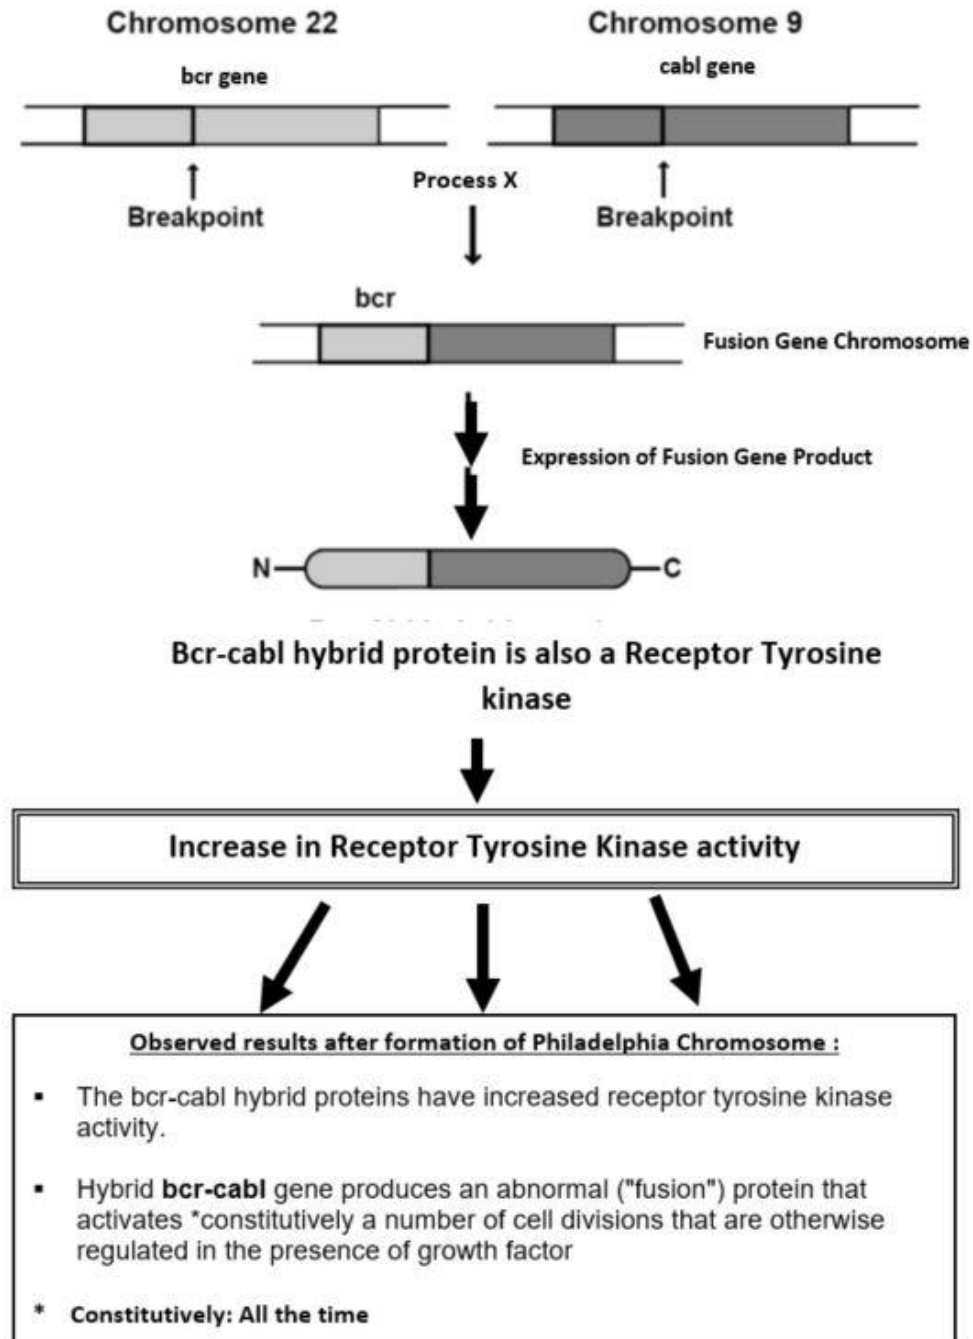 Chromosome 22
Chromosome 9
bcr gene
cabl gene
Process X
Breakpoint
Breakpoint
bcr
Fusion Gene Chromosome
Expression of Fusion Gene Product
N
C
Bcr-cabl hybrid protein is also a Receptor Tyrosine
kinase
Increase in Receptor Tyrosine Kinase activity
Observed results after formation of Philadelphia Chromosome :
▪ The bcr-cabl hybrid proteins have increased receptor tyrosine kinase
activity.
▪ Hybrid bcr-cabl gene produces an abnormal ("fusion") protein that
activates *constitutively a number of cell divisions that are otherwise
regulated in the presence of growth factor
* Constitutively: All the time